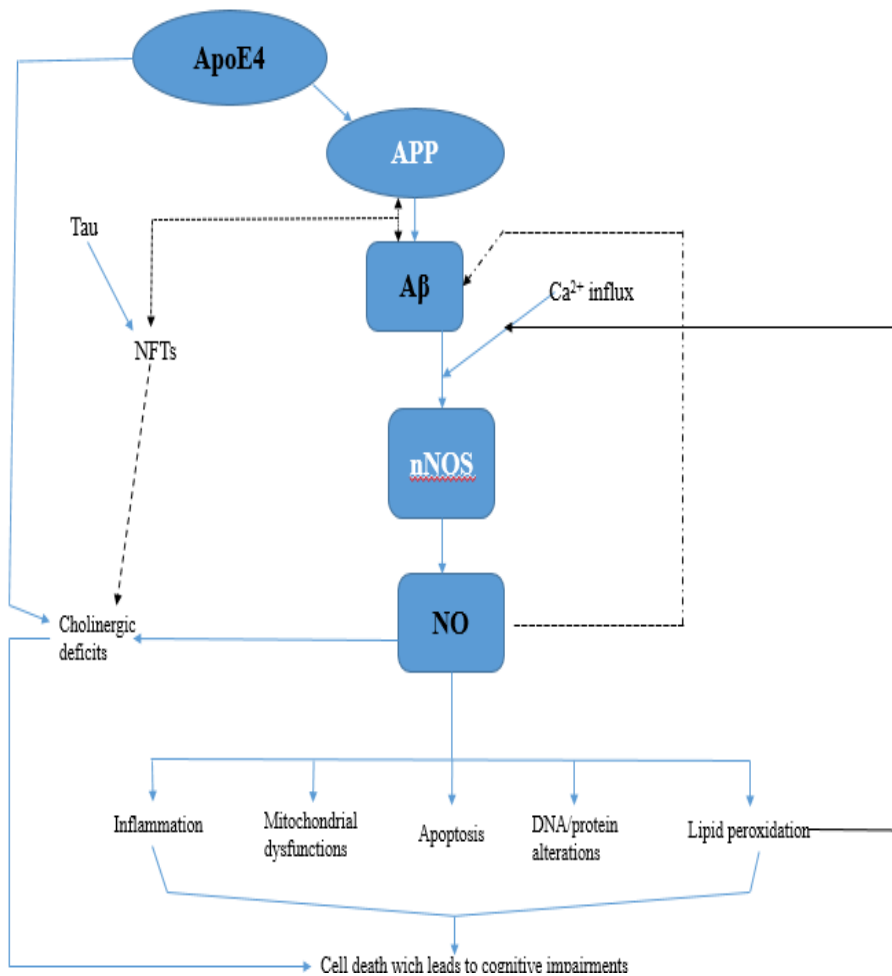 ApoE4
APP
Tau
Aβ
Ca²⁺ influx
NFTs
nNOS
NO
Cholinergic
deficits
Inflammation
Mitochondrial
dysfunctions
Apoptosis
DNA/protein
alterations
Lipid peroxidation
Cell death wich leads to cognitive impairments